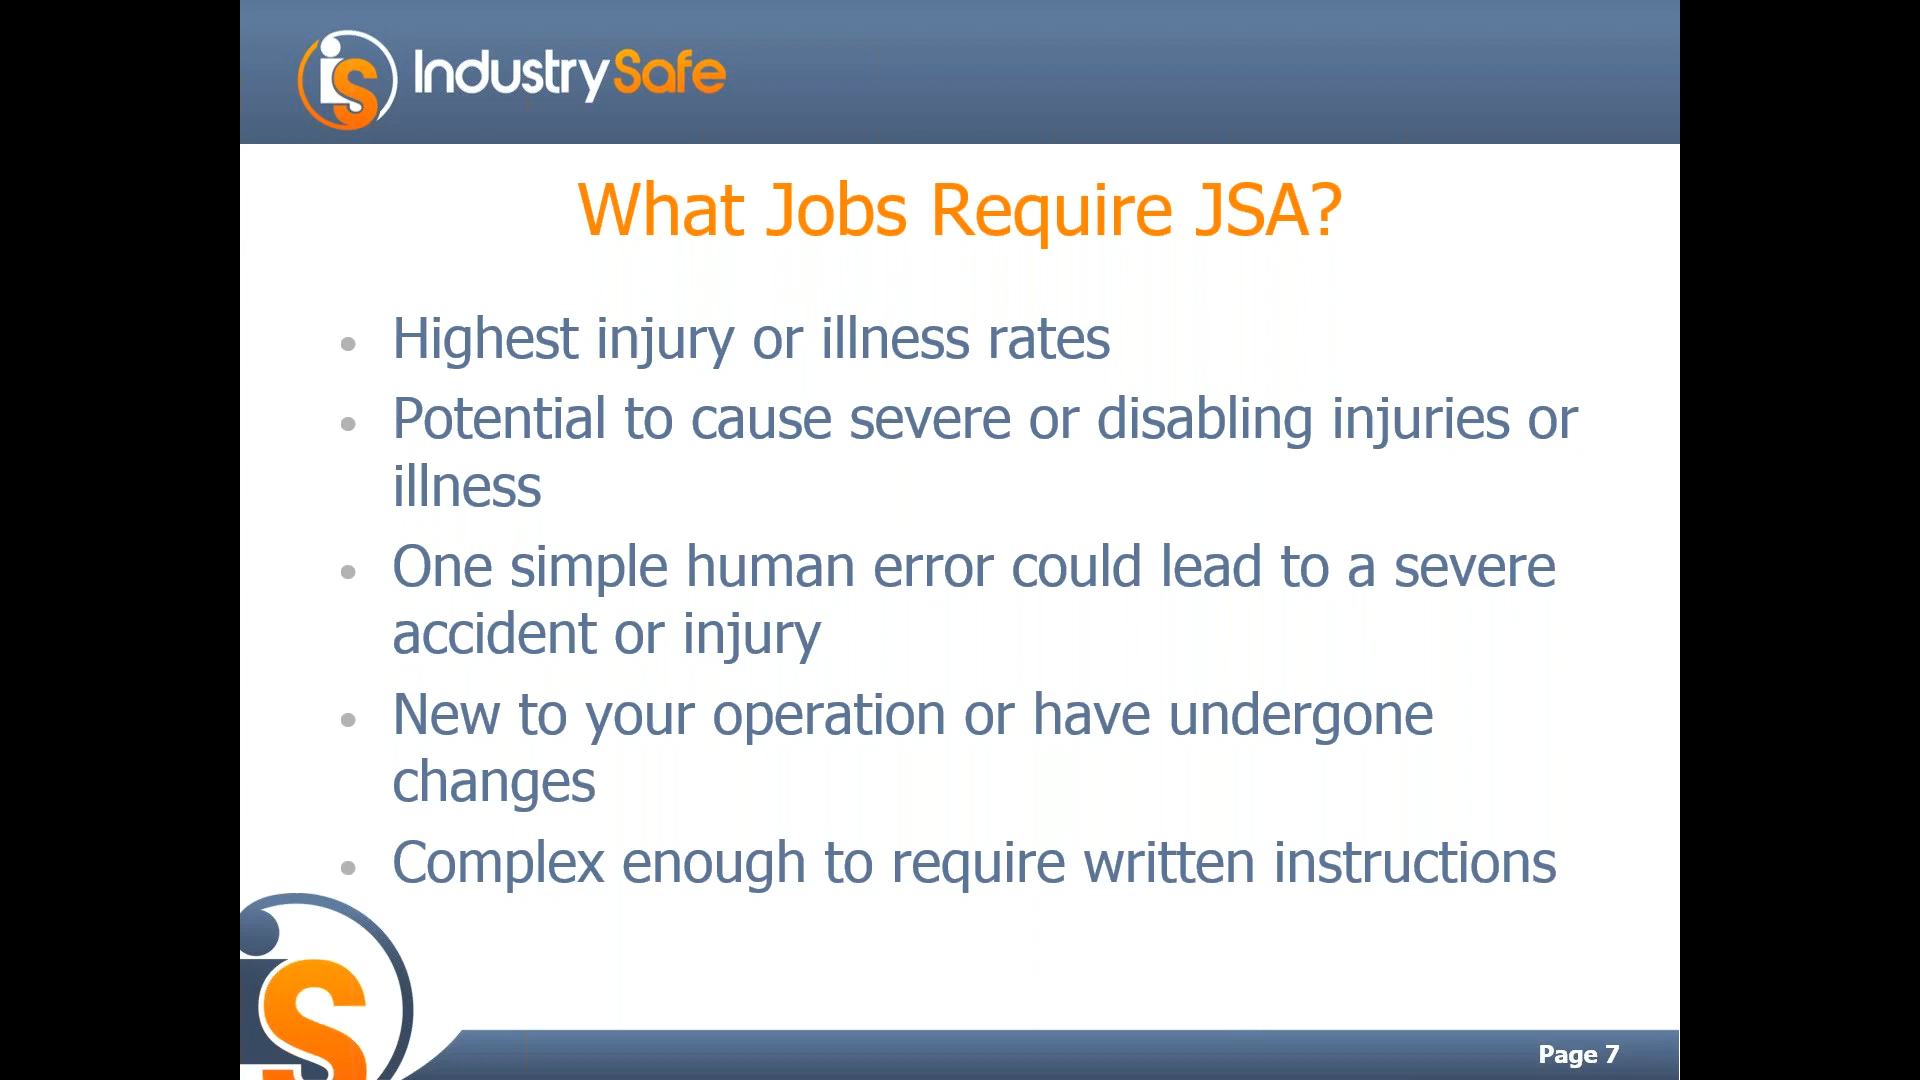 iS IndustrySafe
What Jobs Require JSA?
• Highest injury or illness rates
• Potential to cause severe or disabling injuries or
illness
• One simple human error could lead to a severe
accident or injury
• New to your operation or have undergone
changes
• Complex enough to require written instructions
iS
Page 7